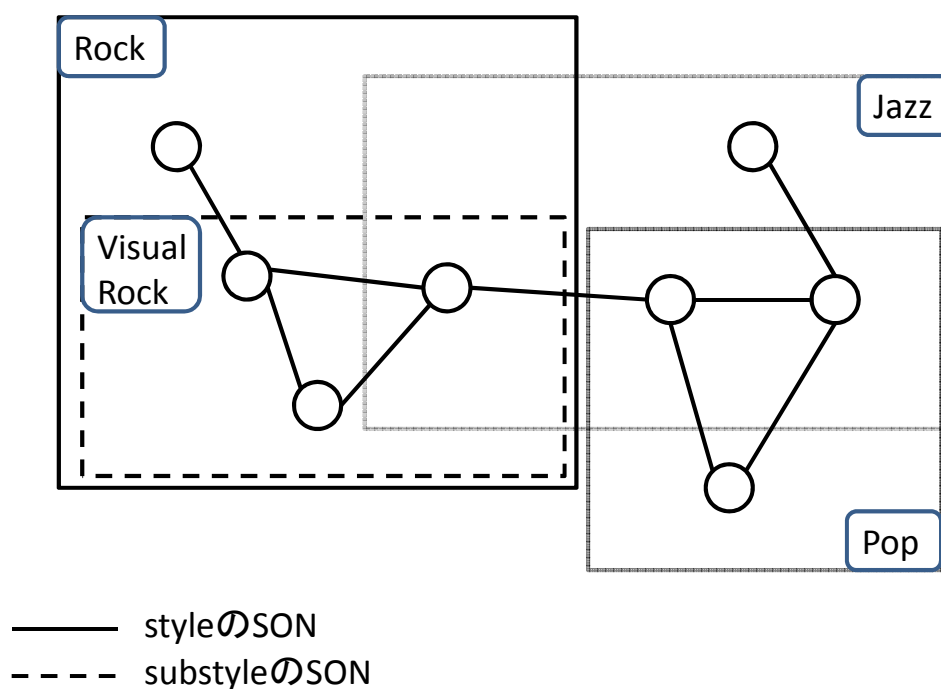 Rock
Jazz
Visual
Rock
Pop
styleのSON
substyleのSON